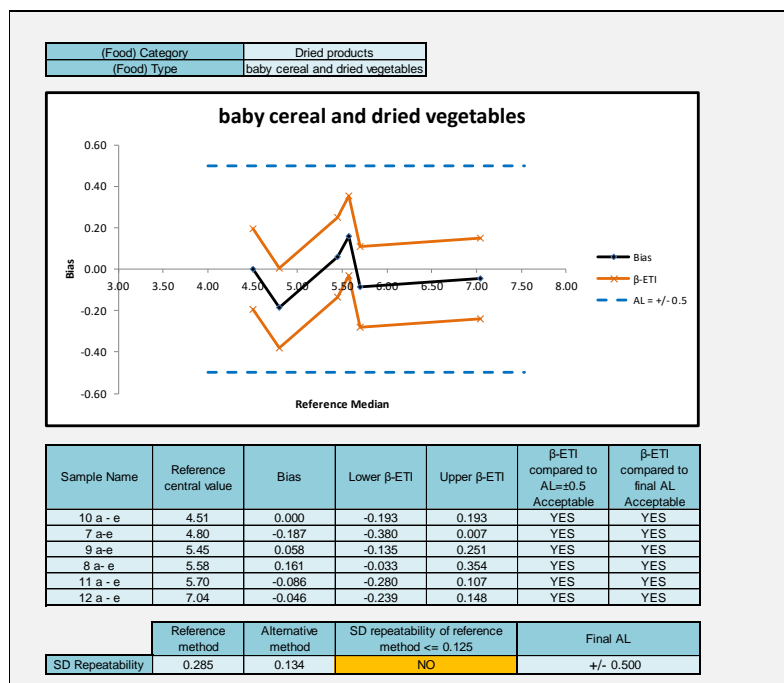 (Food) Category Dried products
(Food) Type baby cereal and dried vegetables
baby cereal and dried vegetables
0.60
0.40
0.20
0.00
-0.20
-0.40
-0.60
3.00 3.50 4.00 4.50 5.00 5.50 6.00 6.50 7.00 7.50 8.00
Bias
Reference Median
Bias
β-ETI
AL = +/- 0.5
Sample Name Reference central value Bias Lower β-ETI Upper β-ETI β-ETI compared to AL=±0.5 Acceptable β-ETI compared to final AL Acceptable
10 a - e 4.51 0.000 -0.193 0.193 YES YES
7 a-e 4.80 -0.187 -0.380 0.007 YES YES
9 a-e 5.45 0.058 -0.135 0.251 YES YES
8 a- e 5.58 0.161 -0.033 0.354 YES YES
11 a - e 5.70 -0.086 -0.280 0.107 YES YES
12 a - e 7.04 -0.046 -0.239 0.148 YES YES
Reference method Alternative method SD repeatability of reference method <= 0.125 Final AL
SD Repeatability 0.285 0.134 NO +/- 0.500